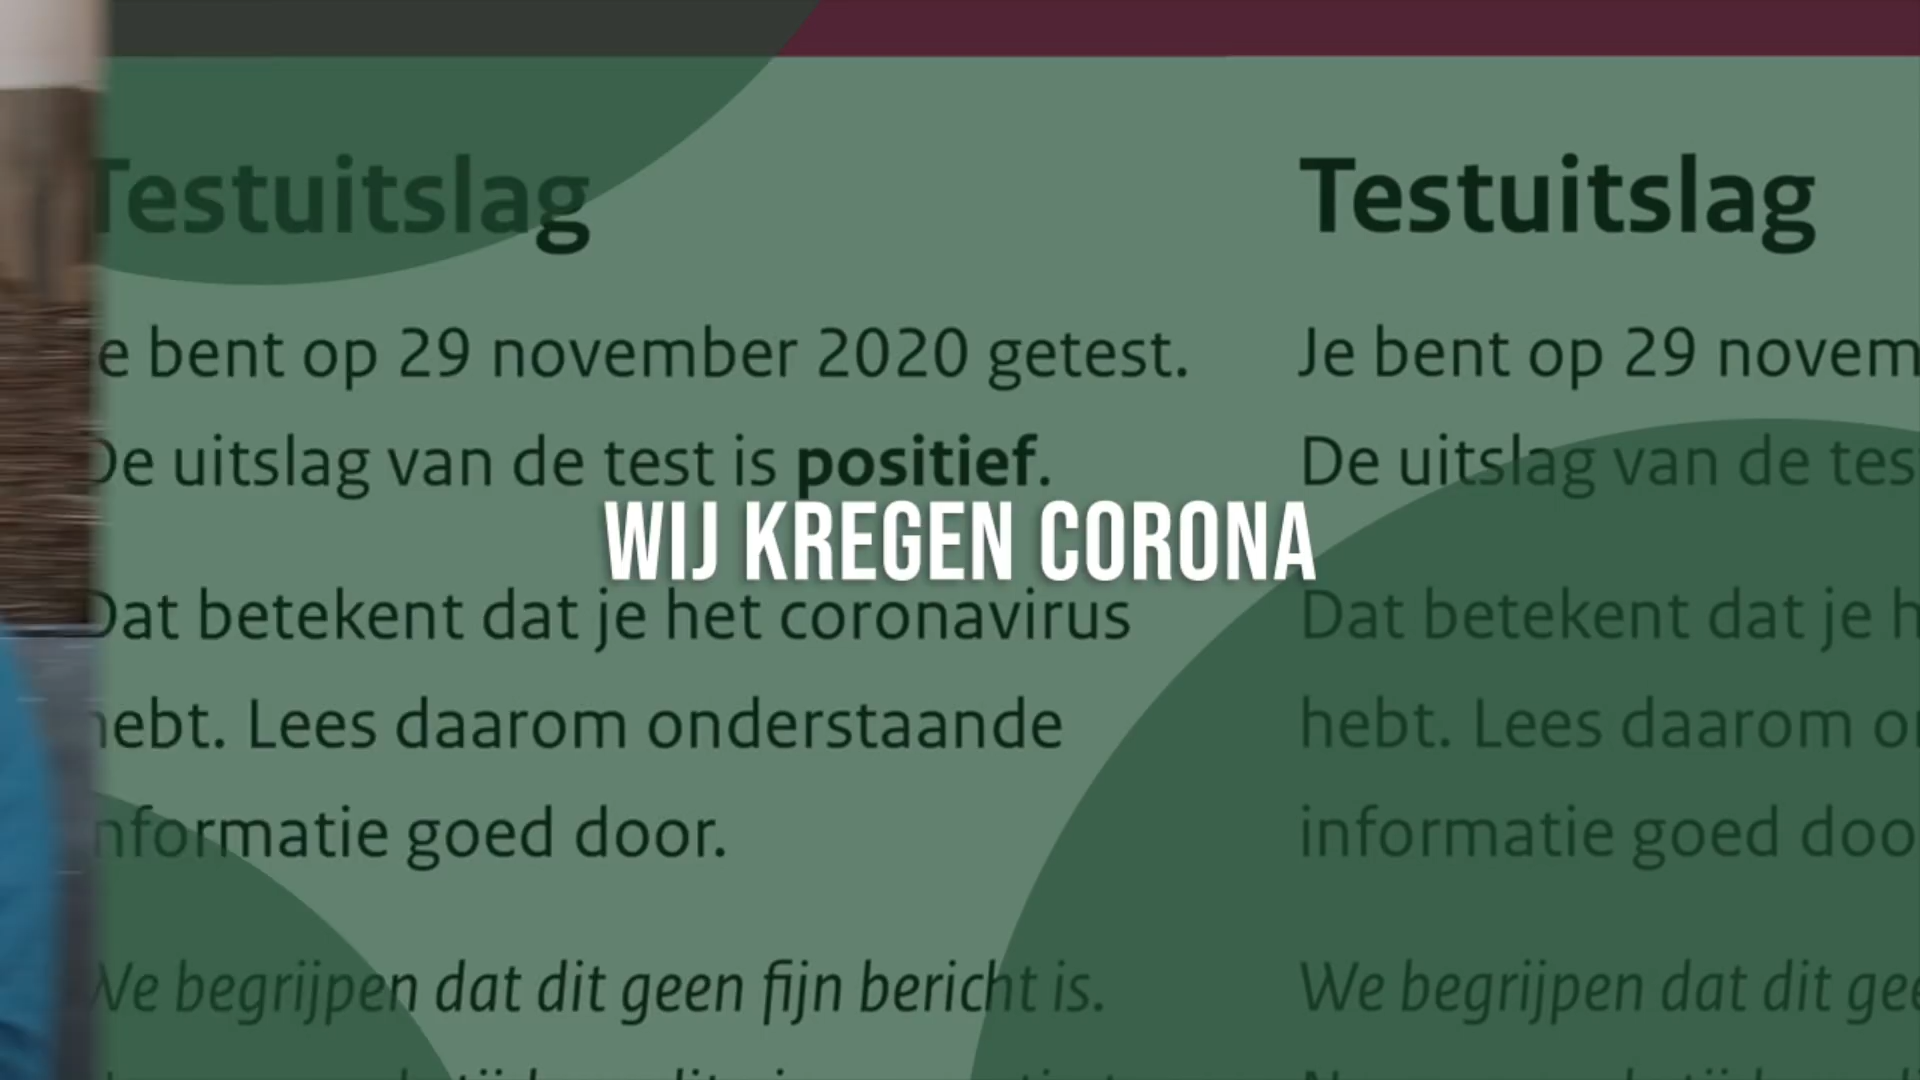 Testuitslag
e bent op 29 november 2020 getest.
De uitslag van de test is positief.
Dat betekent dat je het coronavirus
hebt. Lees daarom onderstaande
nformatie goed door.
We begrijpen dat dit geen fijn bericht is.
WIJ KREGEN CORONA
Testuitslag
Je bent op 29 novem
De uitslag van de tes
Dat betekent dat je h
hebt. Lees daarom o
informatie goed doo
We begrijpen dat dit gee